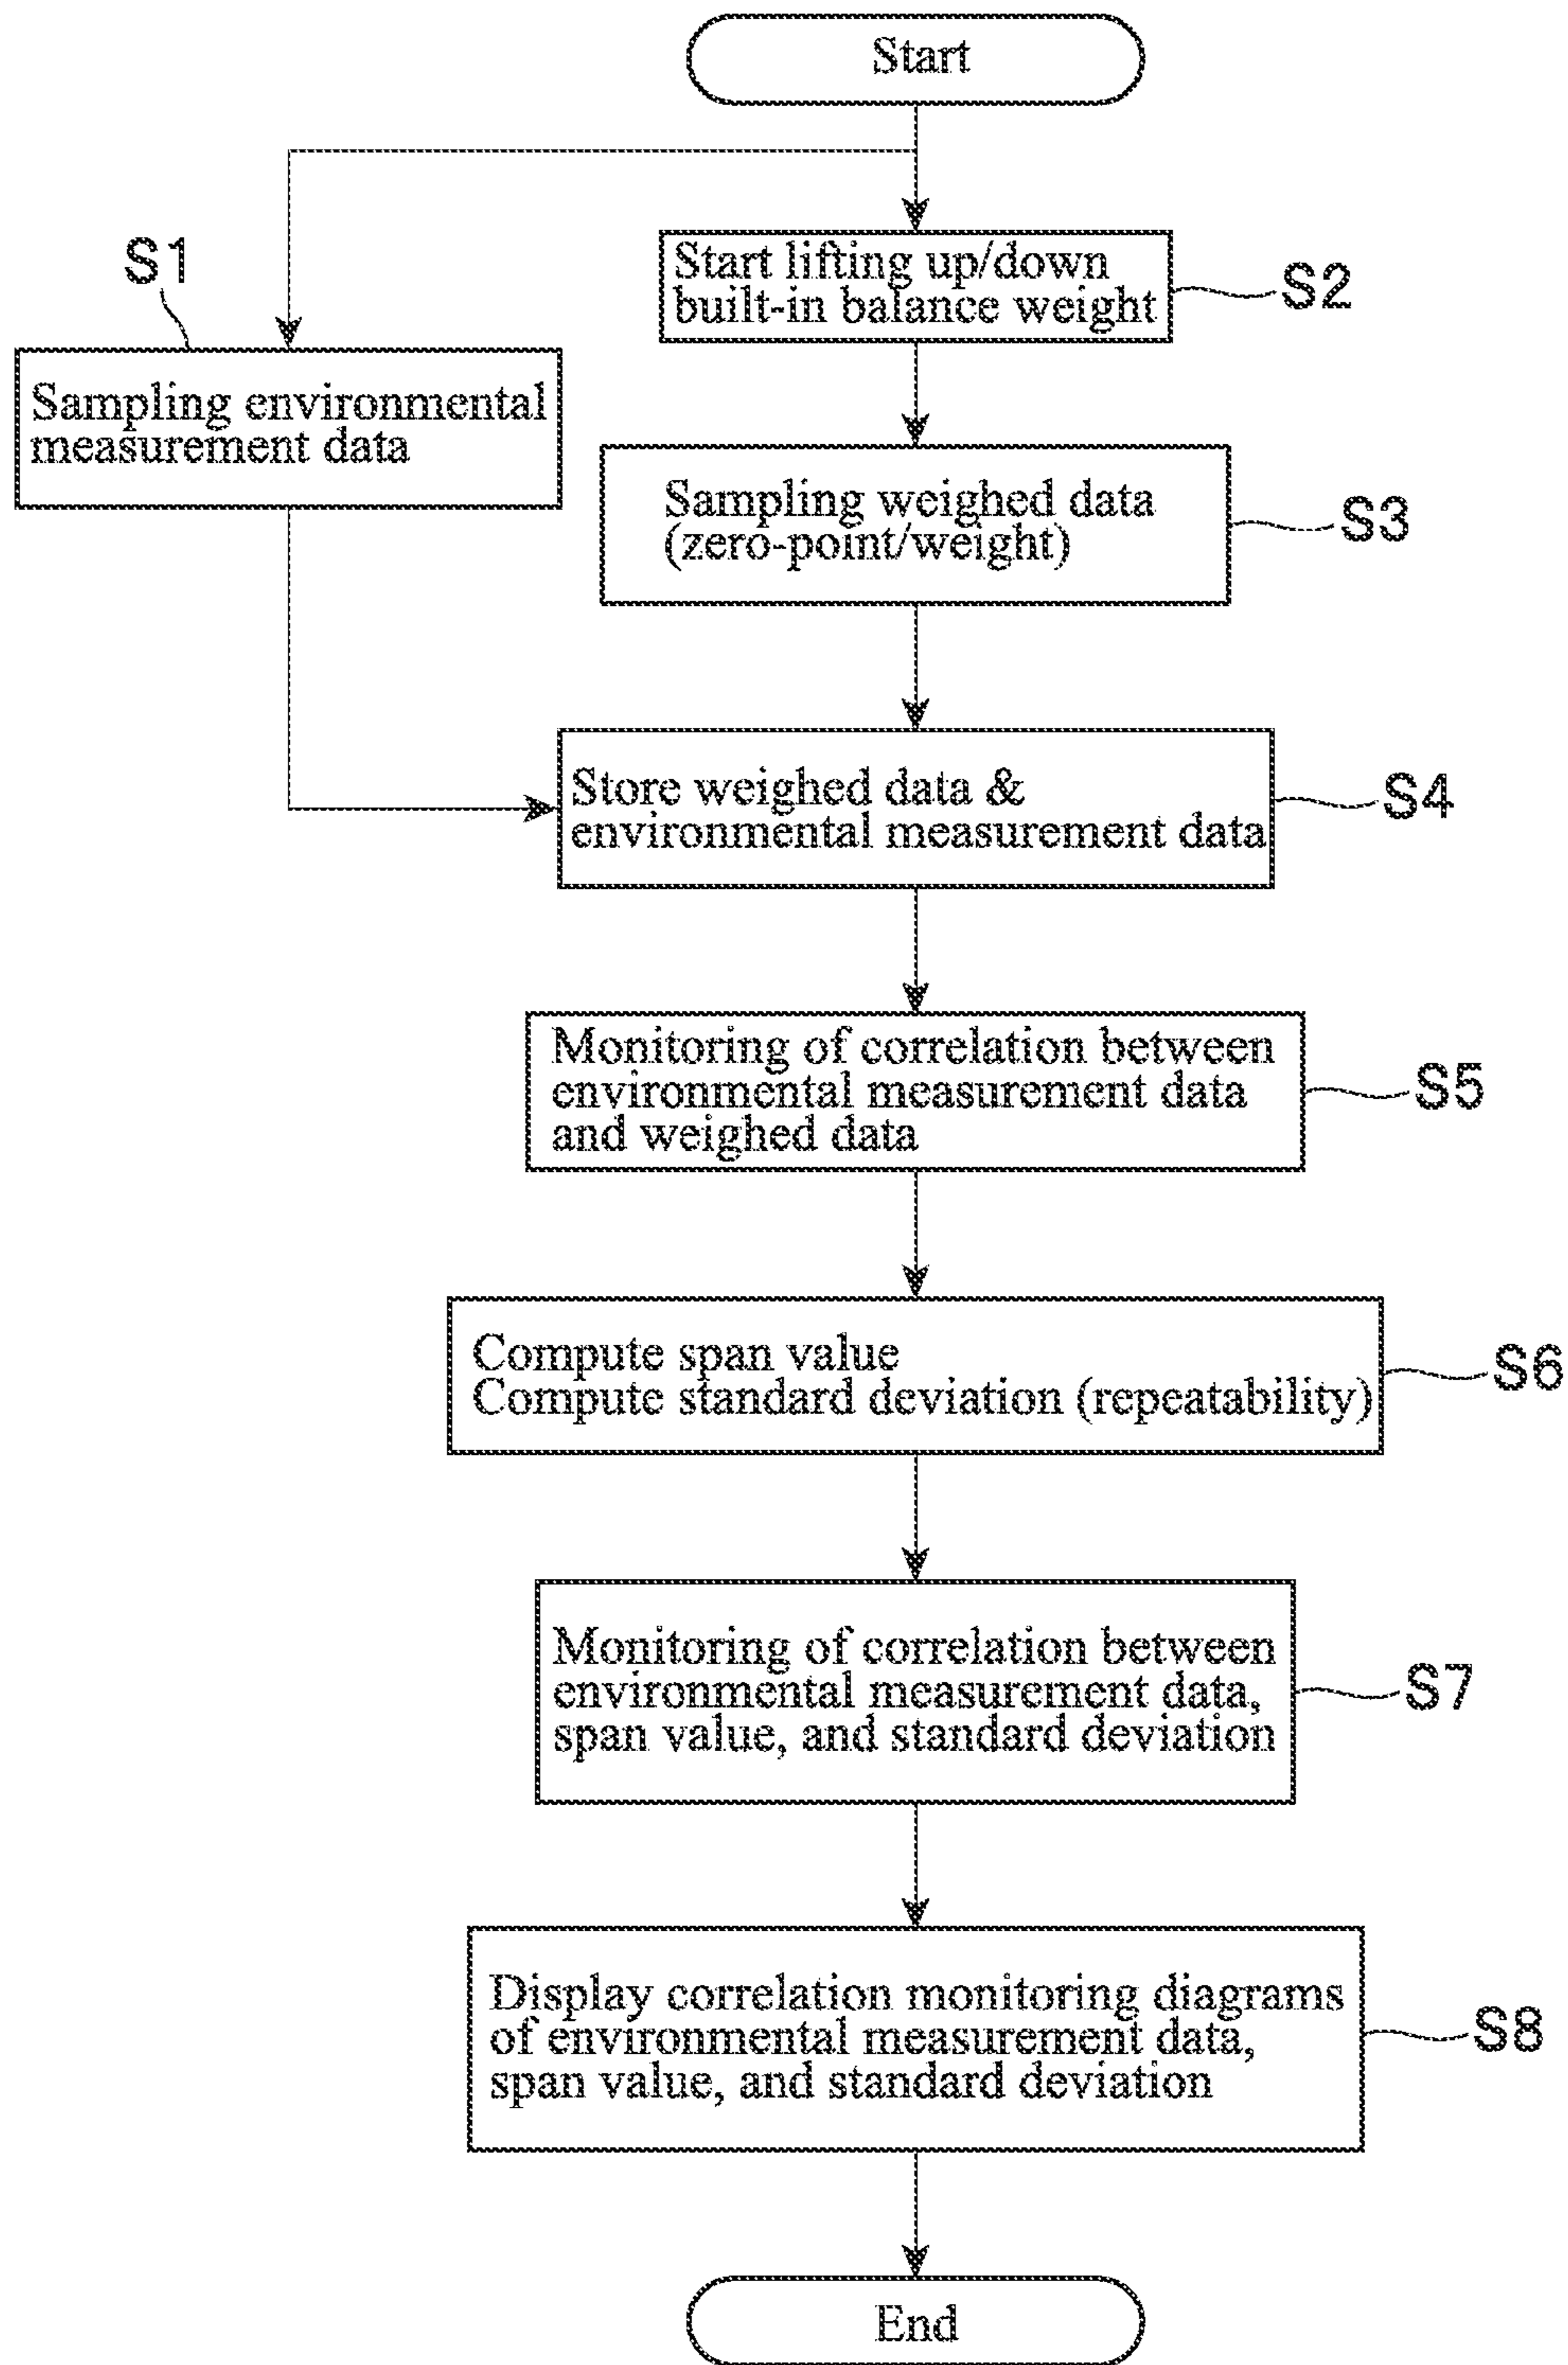 Start
S1
Start lifting up/down
built-in balance weight
S2
Sampling environmental
measurement data
Sampling weighed data
(zero-point/weight)
S3
Store weighed data &
environmental measurement data
S4
Monitoring of correlation between
environmental measurement data
and weighed data
S5
Compute span value
Compute standard deviation (repeatability)
S6
Monitoring of correlation between
environmental measurement data,
span value, and standard deviation
S7
Display correlation monitoring diagrams
of environmental measurement data,
span value, and standard deviation
S8
End